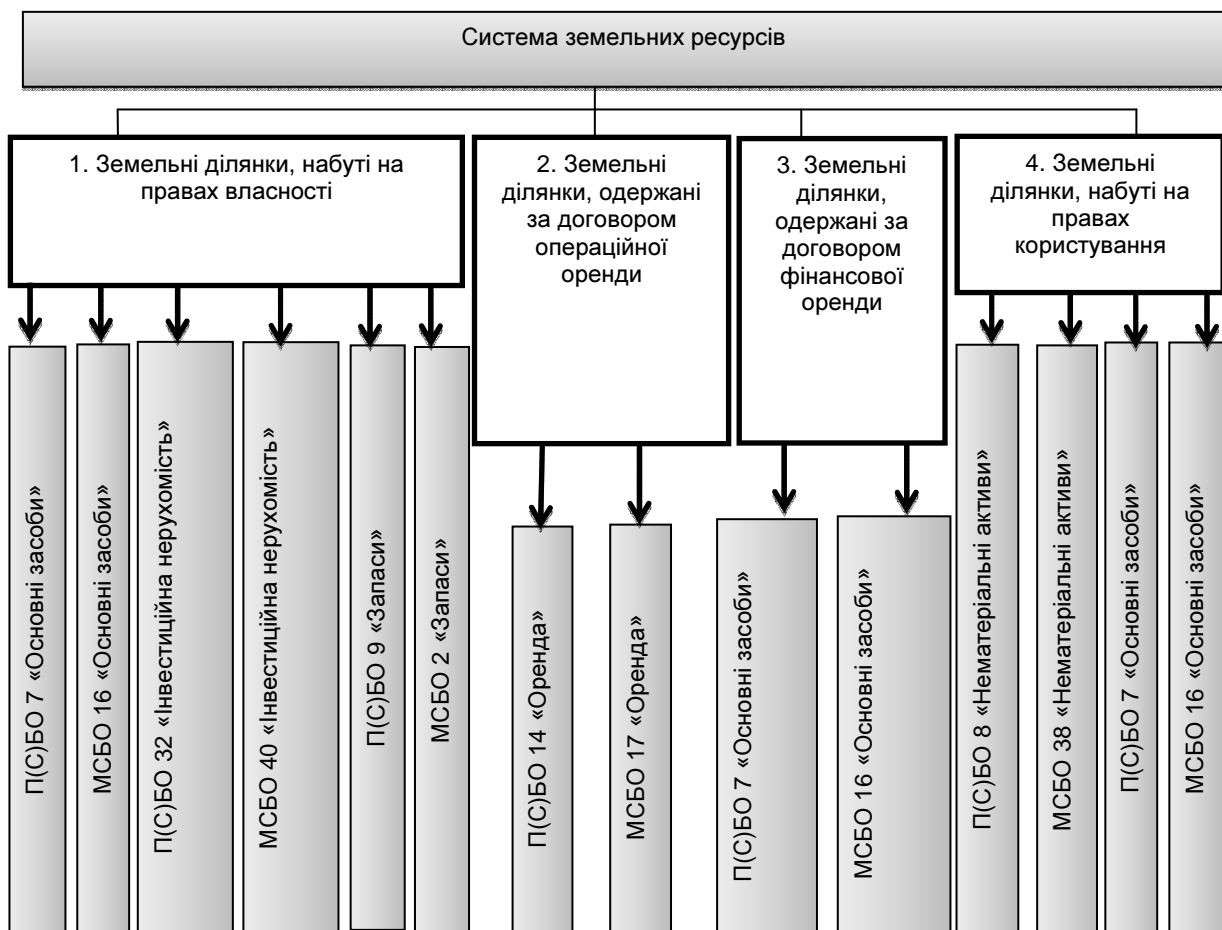 Система земельних ресурсів
1. Земельні ділянки, набуті на
правах власності
2. Земельні
ділянки, одержані
за договором
операційної
оренди
3. Земельні
ділянки,
одержані за
договором
фінансової
оренди
4. Земельні
ділянки, набуті на
правах
користування
П(С)БО 7 «Основні засоби»
МСБО 16 «Основні засоби»
П(С)БО 32 «Інвестиційна нерухомість»
МСБО 40 «Інвестиційна нерухомість»
П(С)БО 9 «Запаси»
МСБО 2 «Запаси»
П(С)БО 14 «Оренда»
МСБО 17 «Оренда»
П(С)БО 7 «Основні засоби»
МСБО 16 «Основні засоби»
П(С)БО 8 «Нематеріальні активи»
МСБО 38 «Нематеріальні активи»
П(С)БО 7 «Основні засоби»
МСБО 16 «Основні засоби»